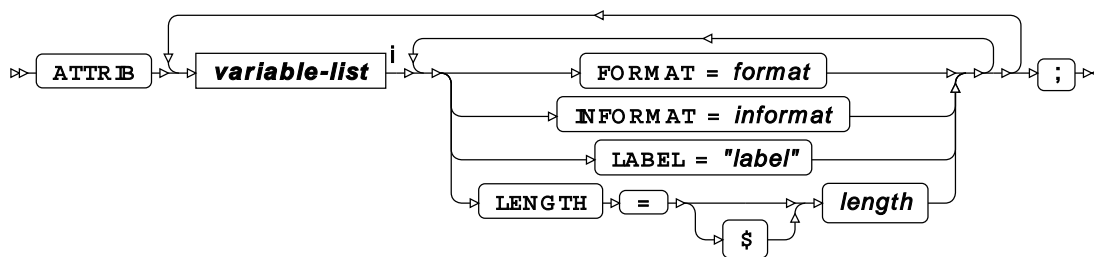 ATTRIB variable-list i FORMAT = format ;
INFORMAT = informat
LABEL = "label"
LENGTH = length
$